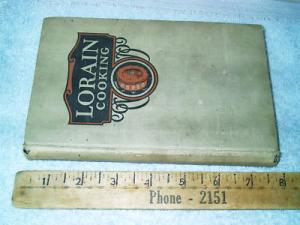 LORAIN
COOKING
1 2 3 4 5 6 7 8
Phone - 2151